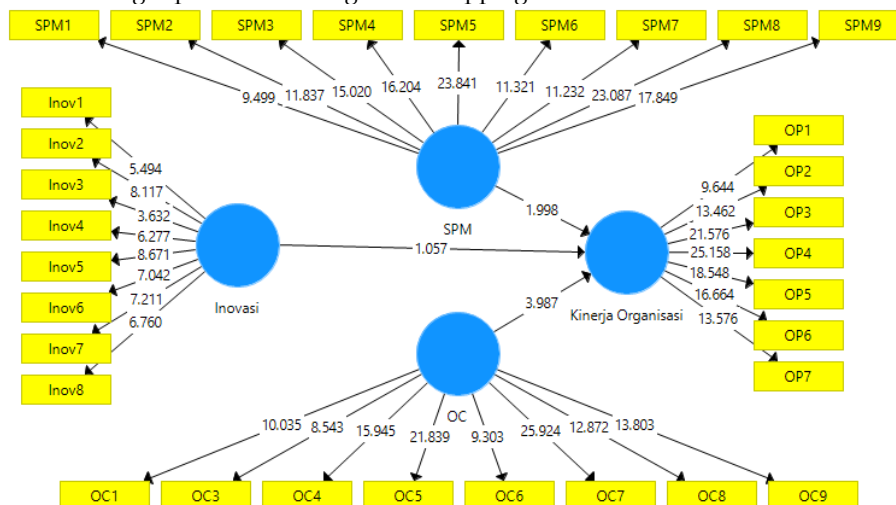 SPM1 SPM2 SPM3 SPM4 SPM5 SPM6 SPM7 SPM8 SPM9
9.499 11.837 15.020 16.204 23.841 11.321 11.232 23.087 17.849
Inov1
Inov2
Inov3
Inov4
Inov5
Inov6
Inov7
Inov8
5.494
8.117
3.632
6.277
8.671
7.042
7.211
6.760
Inovasi
SPM
1.998
1.057
3.987
OC
Kinerja Organisasi
9.644
13.462
21.576
25.158
18.548
16.664
13.576
OP1
OP2
OP3
OP4
OP5
OP6
OP7
10.035 8.543 15.945 21.839 9.303 25.924 12.872 13.803
OC1 OC3 OC4 OC5 OC6 OC7 OC8 OC9